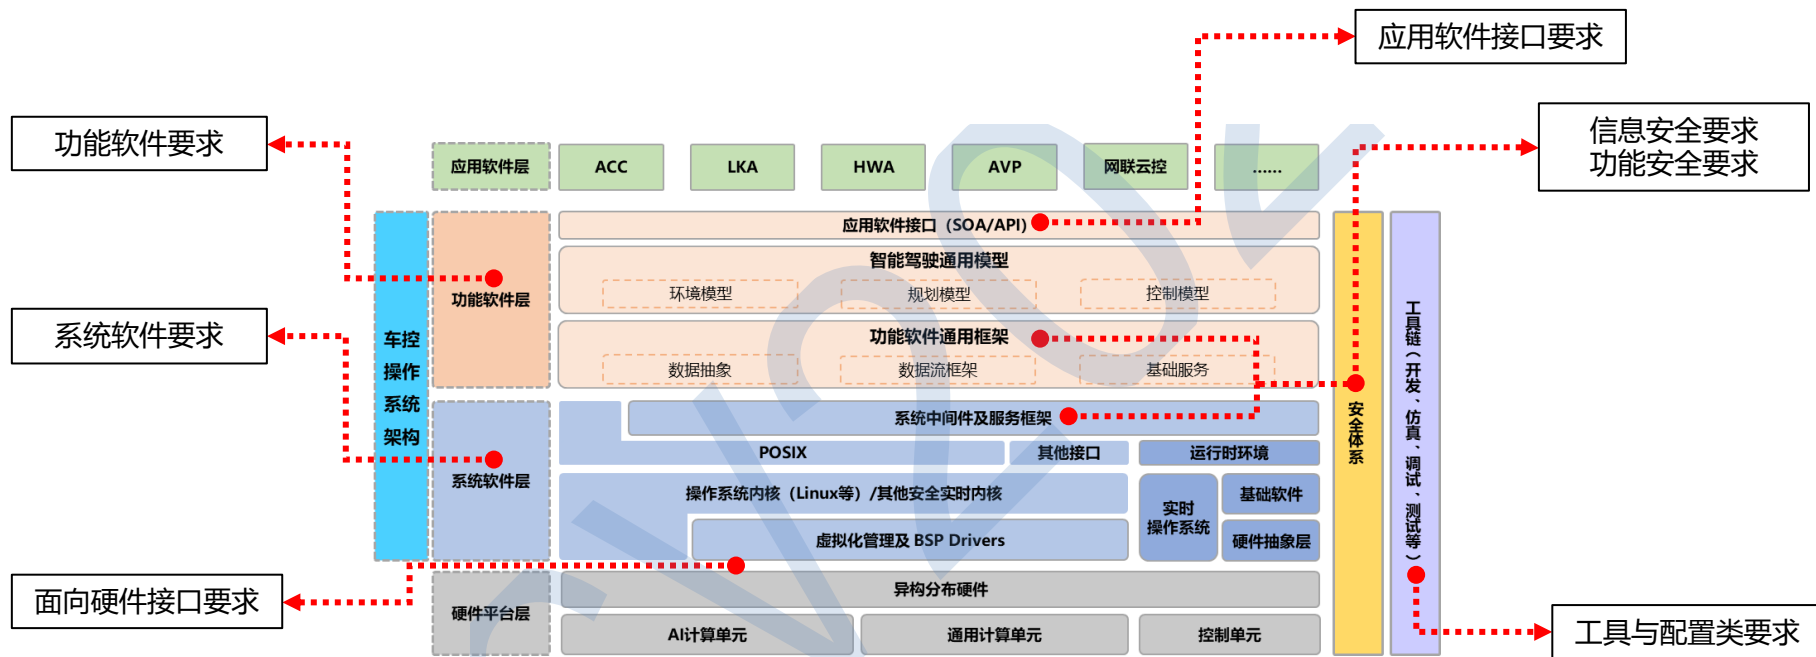 应用软件接口要求
功能软件要求
信息安全要求
功能安全要求
应用软件层
ACC
LKA
HWA
AVP
网联云控
......
应用软件接口（SOA/API）
智能驾驶通用模型
环境模型
规划模型
控制模型
功能软件层
系统软件要求
车控
操作
系统
架构
功能软件通用框架
数据抽象
数据流框架
基础服务
工具链（开发、仿真、调试、测试等）
安全体系
系统中间件及服务框架
POSIX
其他接口
运行时环境
系统软件层
操作系统内核（Linux等）/其他安全实时内核
实时
操作系统
基础软件
虚拟化管理及 BSP Drivers
硬件抽象层
面向硬件接口要求
硬件平台层
异构分布硬件
AI计算单元
通用计算单元
控制单元
工具与配置类要求